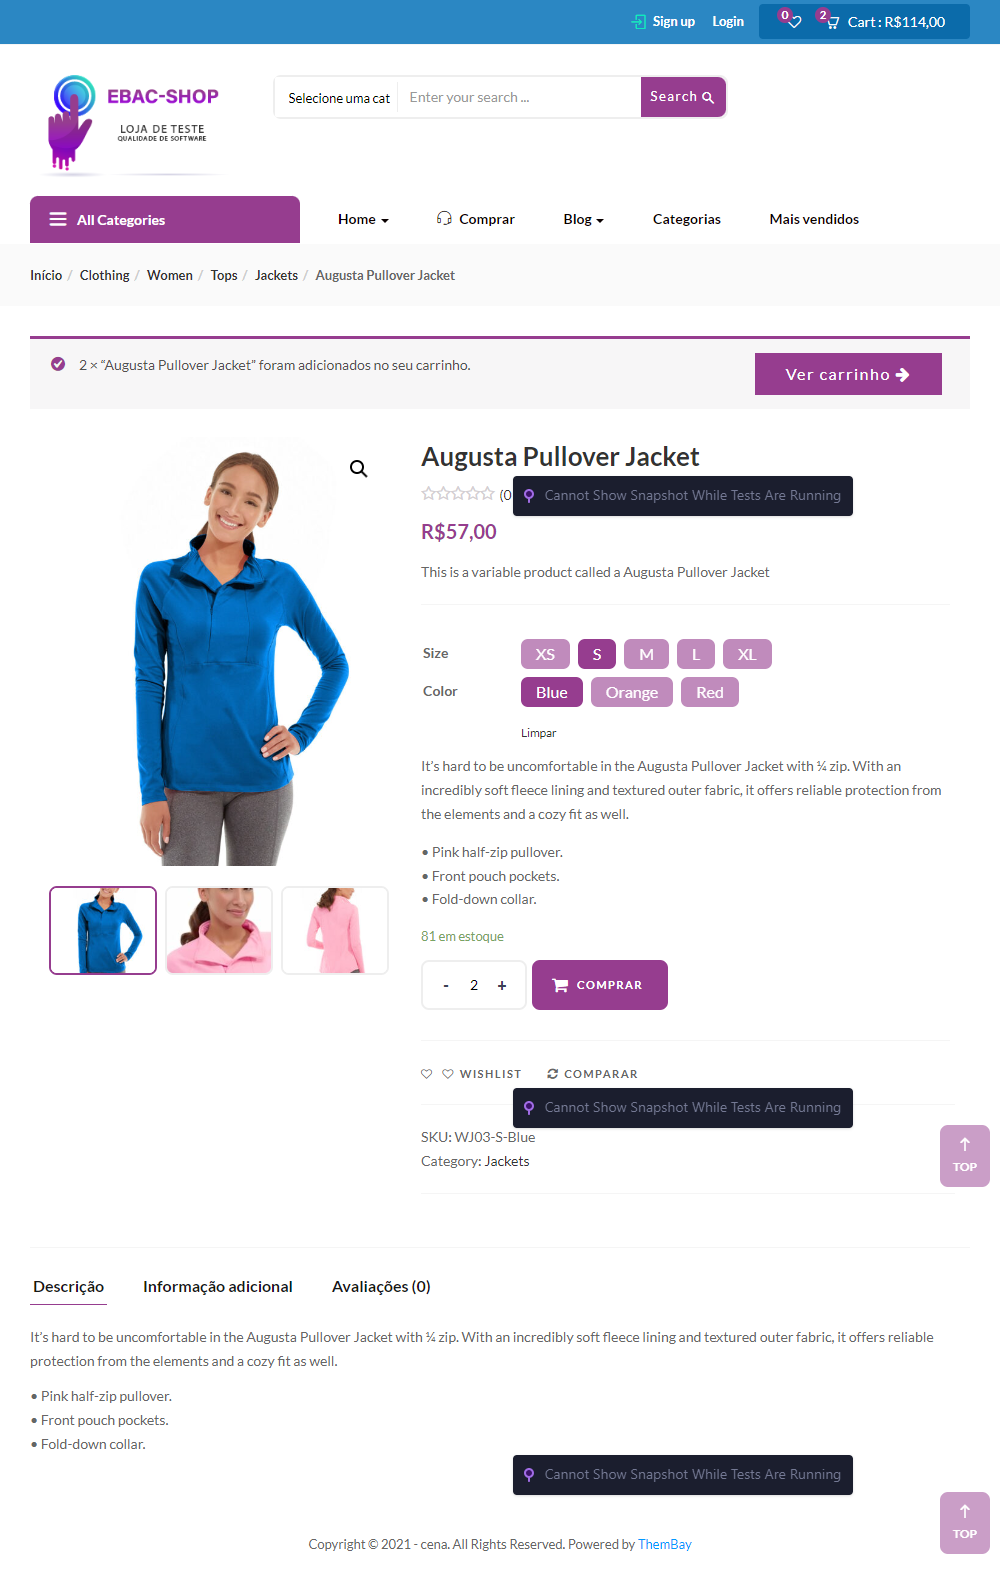 Sign up Login 0 2 Cart : R$114,00
EBAC-SHOP
LOJA DE TESTE
QUALIDADE DE SOFTWARE
Selecione uma cat Enter your search ... Search
All Categories Home Comprar Blog Categorias Mais vendidos
Início / Clothing / Women / Tops / Jackets / Augusta Pullover Jacket
2 × “Augusta Pullover Jacket” foram adicionados no seu carrinho. Ver carrinho
Augusta Pullover Jacket
(0 Cannot Show Snapshot While Tests Are Running
R$57,00
This is a variable product called a Augusta Pullover Jacket
Size XS S M L XL
Color Blue Orange Red
Limpar
It’s hard to be uncomfortable in the Augusta Pullover Jacket with ¼ zip. With an
incredibly soft fleece lining and textured outer fabric, it offers reliable protection from
the elements and a cozy fit as well.
• Pink half-zip pullover.
• Front pouch pockets.
• Fold-down collar.
81 em estoque
- 2 + COMPRAR
WISHLIST COMPARAR
Cannot Show Snapshot While Tests Are Running
SKU: WJ03-S-Blue
Category: Jackets
TOP
Descrição Informação adicional Avaliações (0)
It’s hard to be uncomfortable in the Augusta Pullover Jacket with ¼ zip. With an incredibly soft fleece lining and textured outer fabric, it offers reliable
protection from the elements and a cozy fit as well.
• Pink half-zip pullover.
• Front pouch pockets.
• Fold-down collar.
Cannot Show Snapshot While Tests Are Running
TOP
Copyright © 2021 - cena. All Rights Reserved. Powered by ThemBay